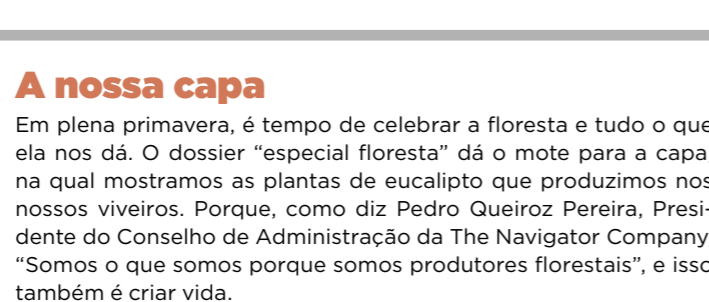 A nossa capa
Em plena primavera, é tempo de celebrar a floresta e tudo o que
ela nos dá. O dossier “especial floresta” dá o mote para a capa
na qual mostramos as plantas de eucalipto que produzimos nos
nossos viveiros. Porque, como diz Pedro Queiroz Pereira, Presi-
dente do Conselho de Administração da The Navigator Company
“Somos o que somos porque somos produtores florestais”, e isso
também é criar vida.